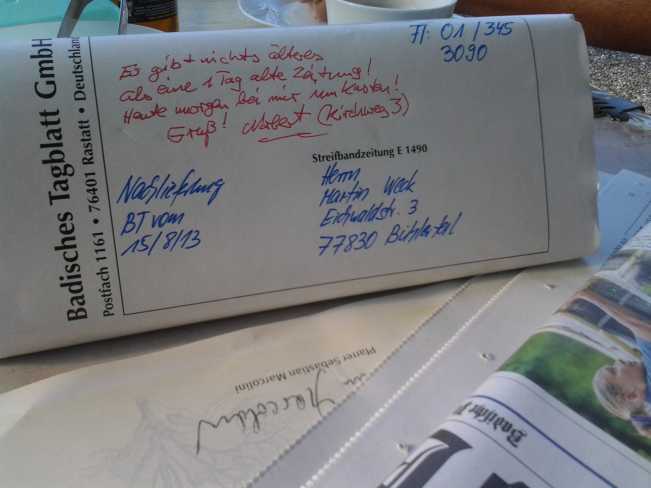 Badisches Tagblatt GmbH
Postfach 1161 • 76401 Rastatt • Deutschland
Es gibt nichts älteres
als eine 1 Tag alte Zeitung!
Heute morgen bei mir im Kasten!
Gruß! Norbert (Kirchweg 3)
Fl: 01/345
3090
Streifbandzeitung E 1490
Nachlieferung
BT vom
15/8/13
Herrn
Martin Weck
Eichwaldstr. 3
77830 Bühlertal
Pfarrer Sebastian Marcolini
Marcolini